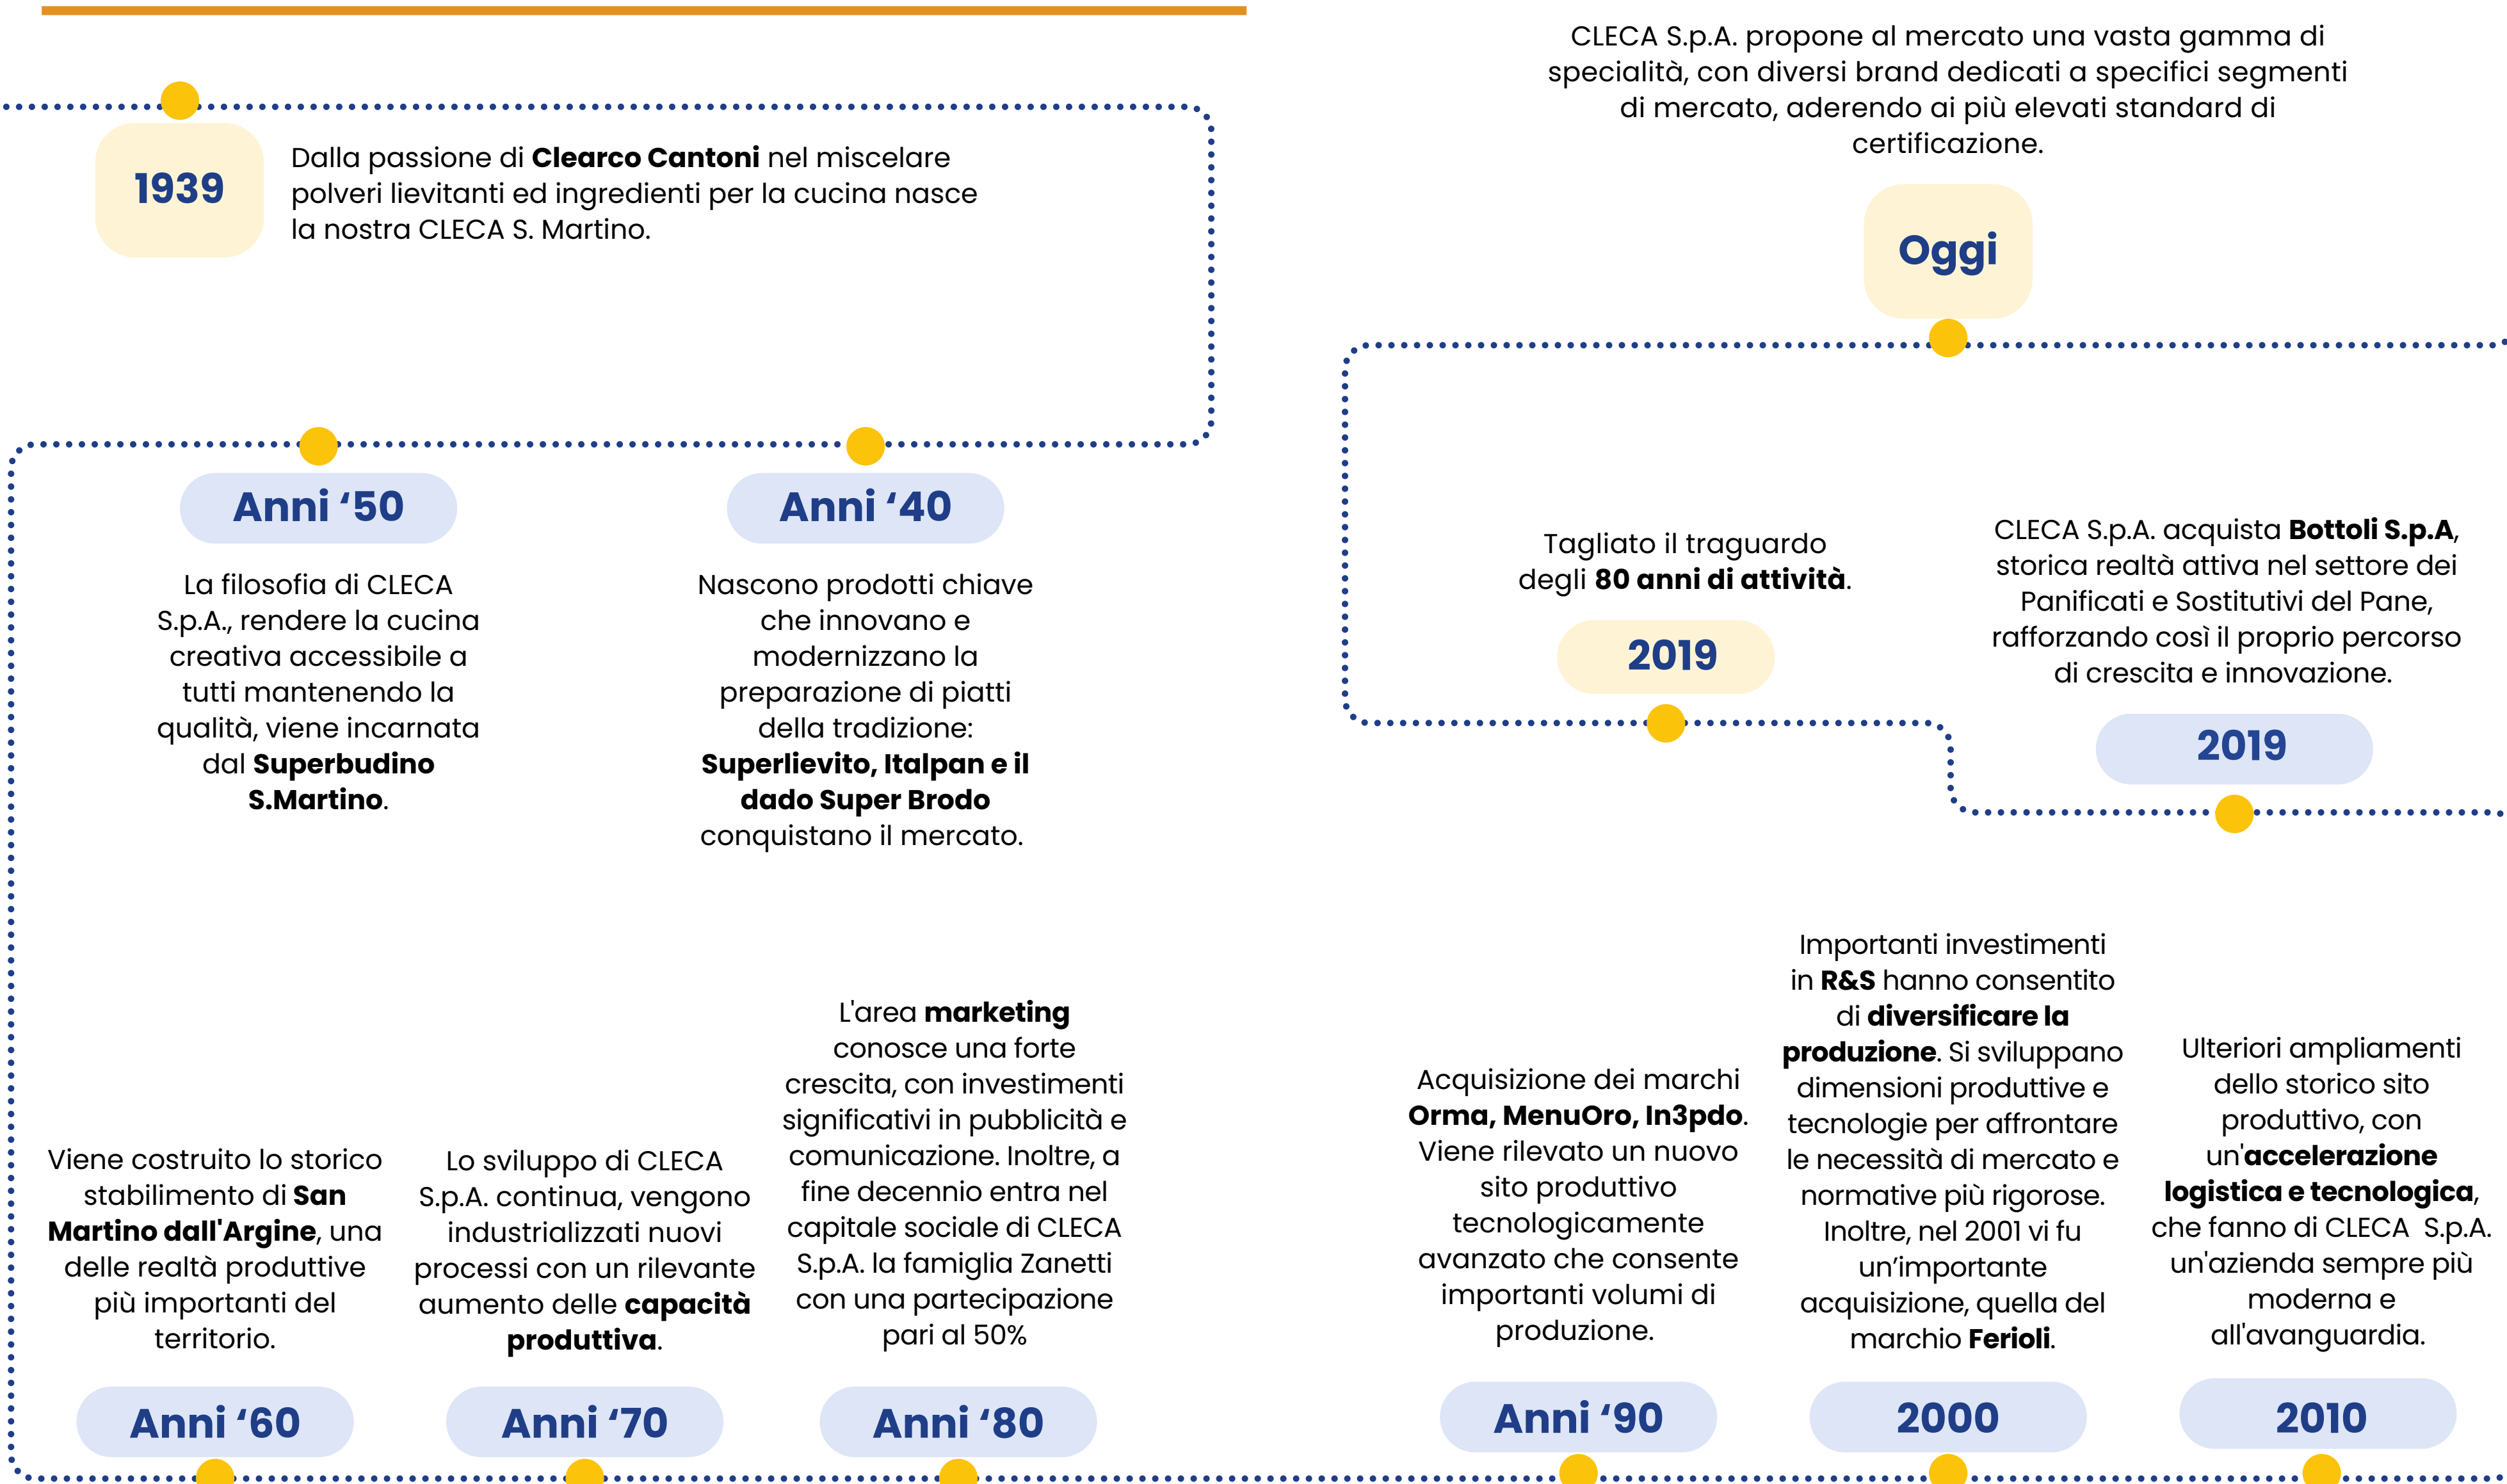 1939
Dalla passione di Clearco Cantoni nel miscelare
polveri lievitanti ed ingredienti per la cucina nasce
la nostra CLECA S. Martino.
Anni ‘40
Nascono prodotti chiave
che innovano e
modernizzano la
preparazione di piatti
della tradizione:
Superlievito, Italpan e il
dado Super Brodo
conquistano il mercato.
Anni ‘50
La filosofia di CLECA
S.p.A., rendere la cucina
creativa accessibile a
tutti mantenendo la
qualità, viene incarnata
dal Superbudino
S.Martino.
Viene costruito lo storico
stabilimento di San
Martino dall'Argine, una
delle realtà produttive
più importanti del
territorio.
Anni ‘60
Lo sviluppo di CLECA
S.p.A. continua, vengono
industrializzati nuovi
processi con un rilevante
aumento delle capacità
produttiva.
Anni ‘70
L'area marketing
conosce una forte
crescita, con investimenti
significativi in pubblicità e
comunicazione. Inoltre, a
fine decennio entra nel
capitale sociale di CLECA
S.p.A. la famiglia Zanetti
con una partecipazione
pari al 50%
Anni ‘80
Acquisizione dei marchi
Orma, MenuOro, In3pdo.
Viene rilevato un nuovo
sito produttivo
tecnologicamente
avanzato che consente
importanti volumi di
produzione.
Anni ‘90
Importanti investimenti
in R&S hanno consentito
di diversificare la
produzione. Si sviluppano
dimensioni produttive e
tecnologie per affrontare
le necessità di mercato e
normative più rigorose.
Inoltre, nel 2001 vi fu
un’importante
acquisizione, quella del
marchio Ferioli.
2000
Ulteriori ampliamenti
dello storico sito
produttivo, con
un'accelerazione
logistica e tecnologica,
che fanno di CLECA  S.p.A.
un'azienda sempre più
moderna e
all'avanguardia.
2010
CLECA S.p.A. acquista Bottoli S.p.A,
storica realtà attiva nel settore dei
Panificati e Sostitutivi del Pane,
rafforzando così il proprio percorso
di crescita e innovazione.
2019
Tagliato il traguardo
degli 80 anni di attività.
2019
CLECA S.p.A. propone al mercato una vasta gamma di
specialità, con diversi brand dedicati a specifici segmenti
di mercato, aderendo ai più elevati standard di
certificazione.
Oggi